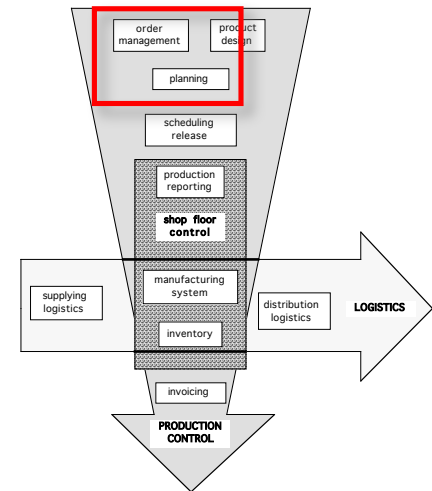 order
management
product
design
planning
scheduling
release
production
reporting
shop floor
control
manufacturing
system
supplying
logistics
distribution
logistics
LOGISTICS
inventory
invoicing
PRODUCTION
CONTROL